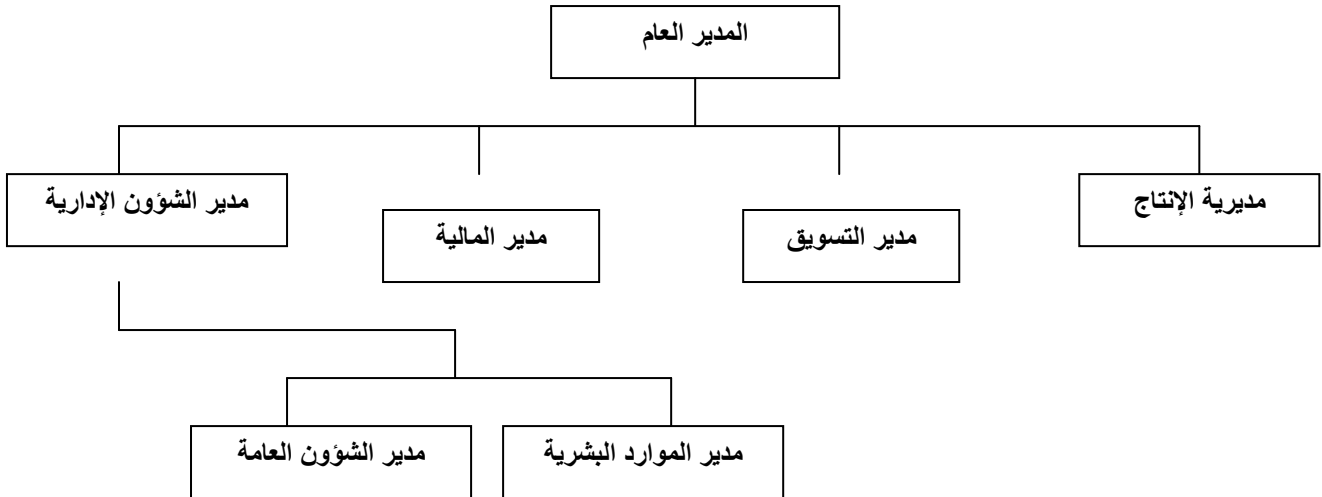 المدير العام
مديرية الإنتاج
مدير التسويق
مدير المالية
مدير الشؤون الإدارية
مدير الموارد البشرية
مدير الشؤون العامة